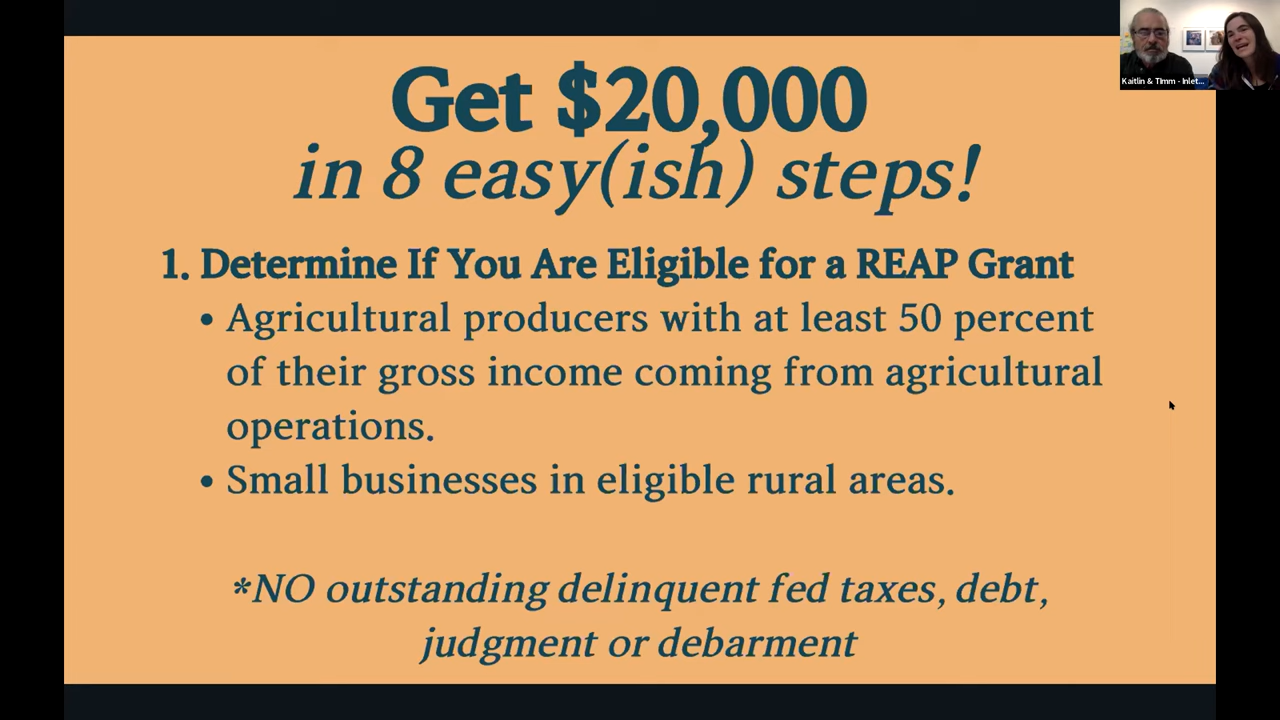 Get $20,000
in 8 easy(ish) steps!
1. Determine If You Are Eligible for a REAP Grant
• Agricultural producers with at least 50 percent
of their gross income coming from agricultural
operations.
• Small businesses in eligible rural areas.
*NO outstanding delinquent fed taxes, debt,
judgment or debarment
Kaitlin & TImm - Inlet...